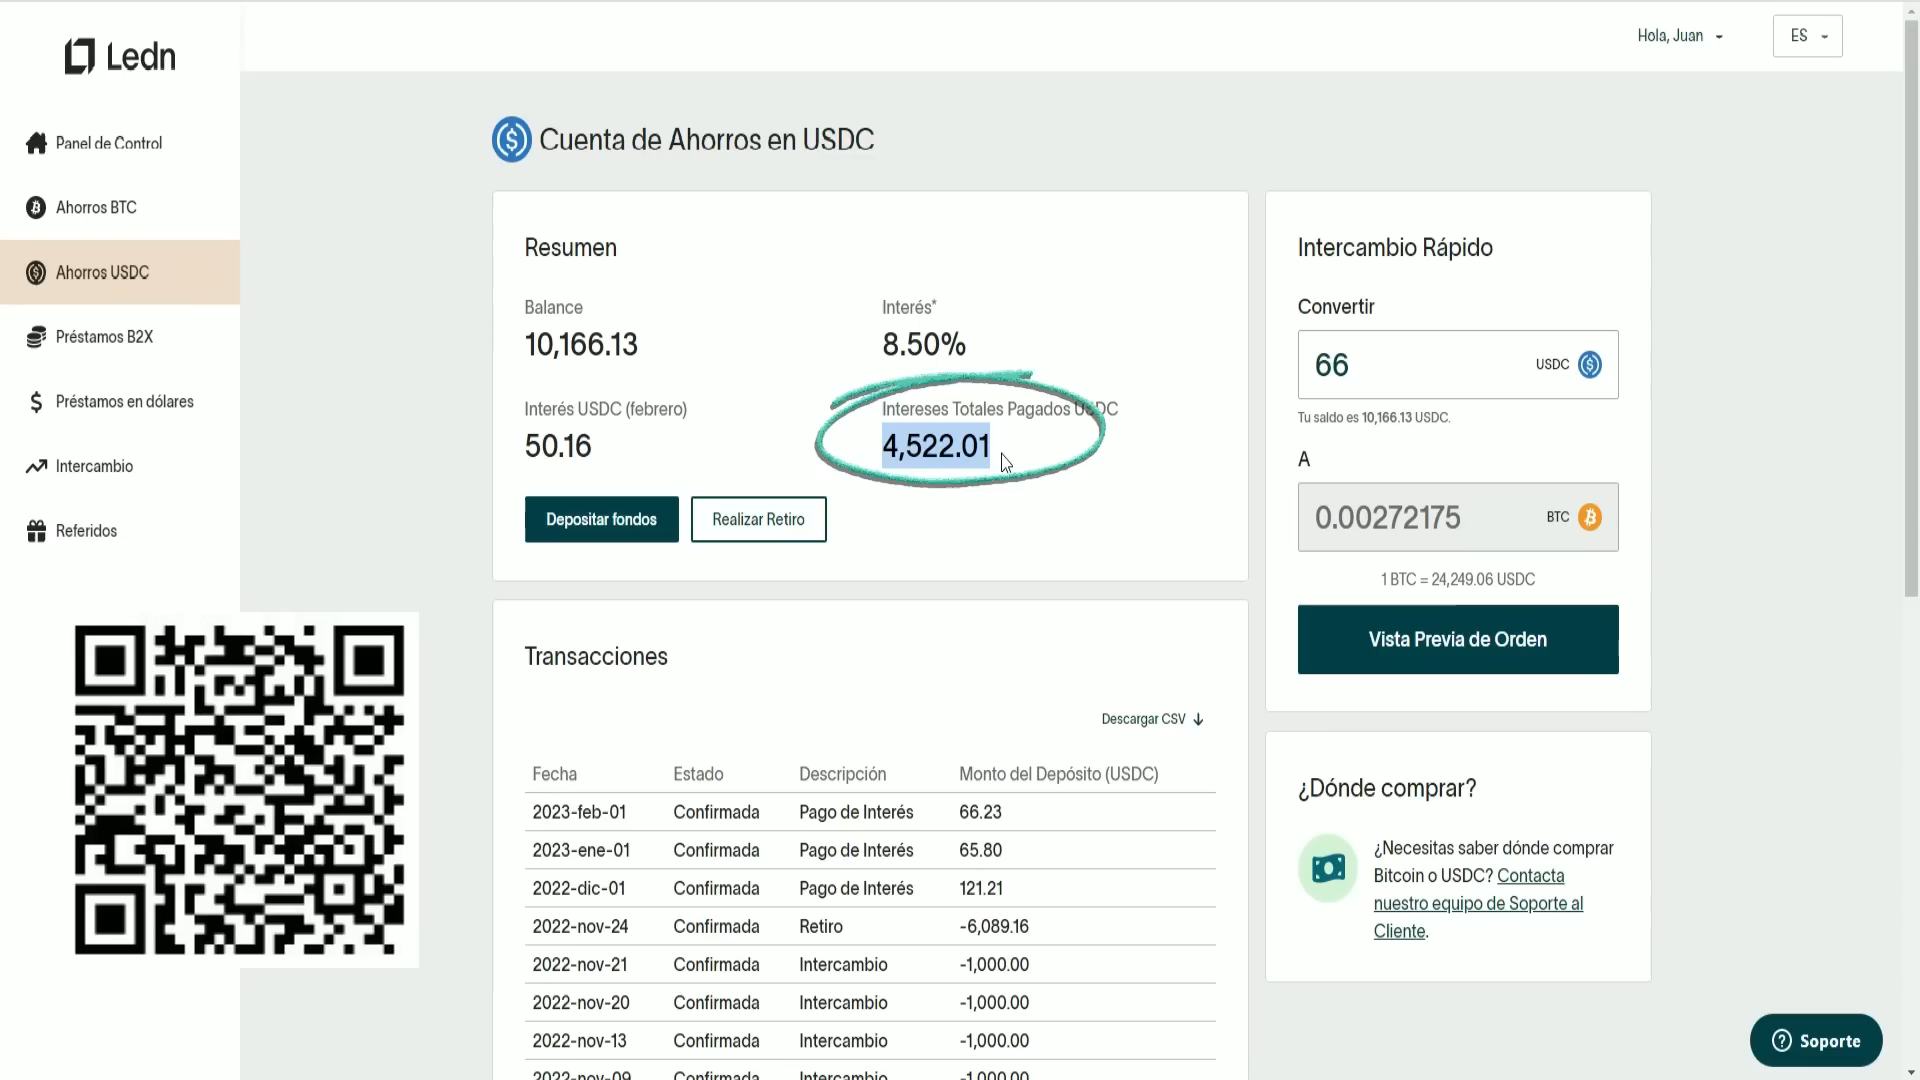 Ledn
Hola, Juan
ES
Panel de Control
Ahorros BTC
Ahorros USDC
Préstamos B2X
Préstamos en dólares
Intercambio
Referidos
Cuenta de Ahorros en USDC
Resumen
Balance
10,166.13
Interés*
8.50%
Interés USDC (febrero)
50.16
Intereses Totales Pagados USDC
4,522.01
Depositar fondos
Realizar Retiro
Intercambio Rápido
Convertir
66 USDC
Tu saldo es 10,166.13 USDC.
A
0.00272175 BTC
1 BTC = 24,249.06 USDC
Vista Previa de Orden
Transacciones
Descargar CSV
Fecha Estado Descripción Monto del Depósito (USDC)
2023-feb-01 Confirmada Pago de Interés 66.23
2023-ene-01 Confirmada Pago de Interés 65.80
2022-dic-01 Confirmada Pago de Interés 121.21
2022-nov-24 Confirmada Retiro -6,089.16
2022-nov-21 Confirmada Intercambio -1,000.00
2022-nov-20 Confirmada Intercambio -1,000.00
2022-nov-13 Confirmada Intercambio -1,000.00
2022-nov-09 Confirmada Intercambio -1,000.00
¿Dónde comprar?
¿Necesitas saber dónde comprar
Bitcoin o USDC? Contacta
nuestro equipo de Soporte al
Cliente.
Soporte